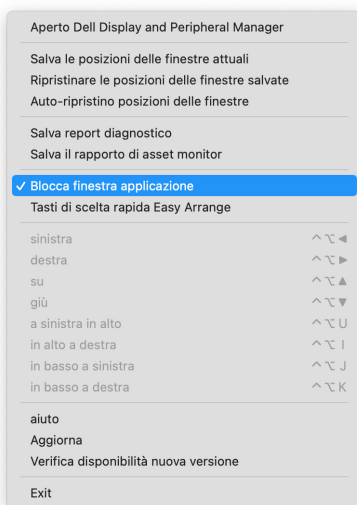 Aperto Dell Display and Peripheral Manager
Salva le posizioni delle finestre attuali
Ripristinare le posizioni delle finestre salvate
Auto-ripristino posizioni delle finestre
Salva report diagnostico
Salva il rapporto di asset monitor
✓ Blocca finestra applicazione
Tasti di scelta rapida Easy Arrange
sinistra ^⌥◀
destra ^⌥▶
su ^⌥▲
giù ^⌥▼
a sinistra in alto ^⌥U
in alto a destra ^⌥I
in basso a sinistra ^⌥J
in basso a destra ^⌥K
aiuto
Aggiorna
Verifica disponibilità nuova versione
Exit